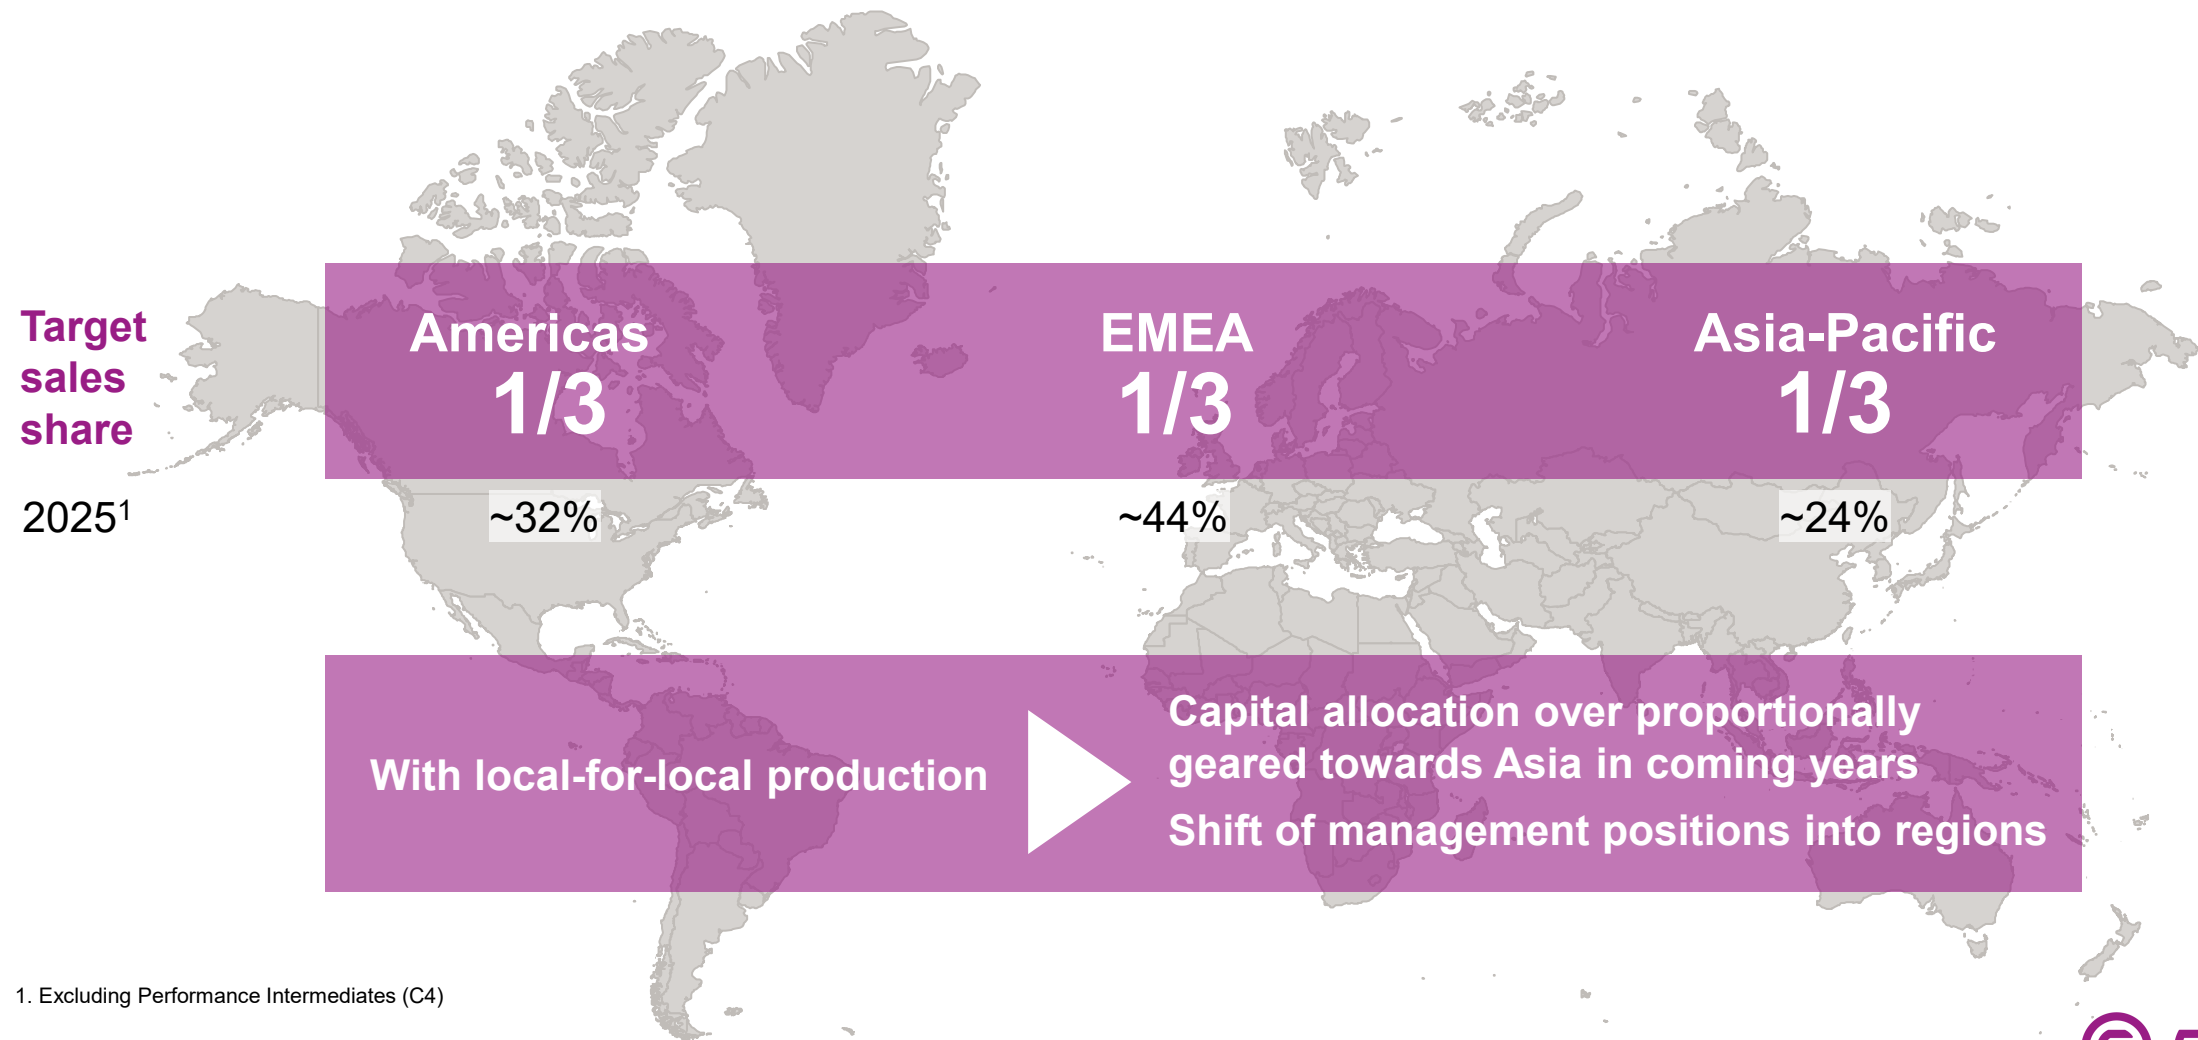 Target
sales
share
Americas
1/3
EMEA
1/3
Asia-Pacific
1/3
2025¹
~32%
~44%
~24%
With local-for-local production
Capital allocation over proportionally
geared towards Asia in coming years
Shift of management positions into regions
1. Excluding Performance Intermediates (C4)